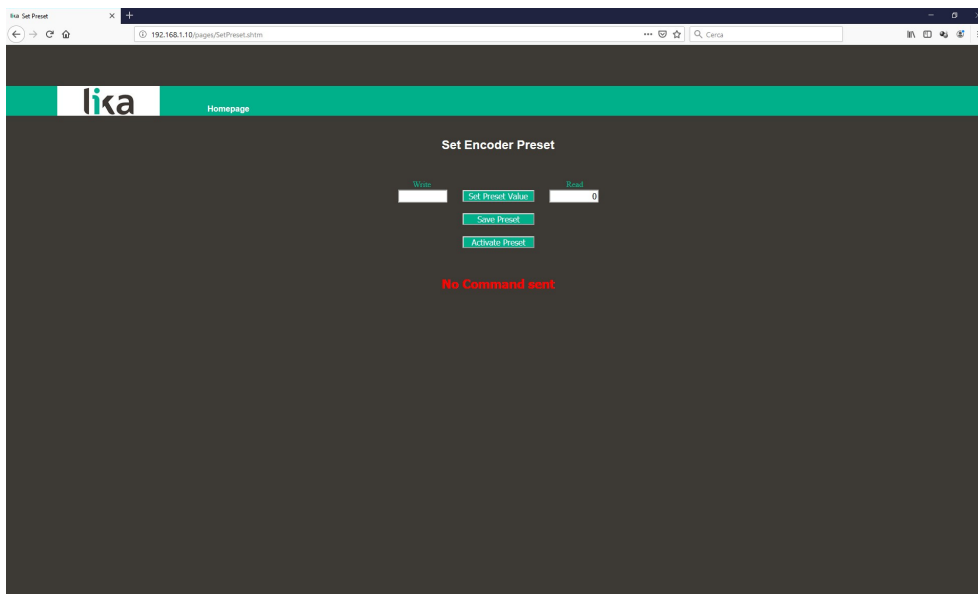 lika Set Preset
192.168.1.10/pages/SetPreset.shtm
Cerca
lika
Homepage
Set Encoder Preset
Write
Read
Set Preset Value
0
Save Preset
Activate Preset
No Command sent